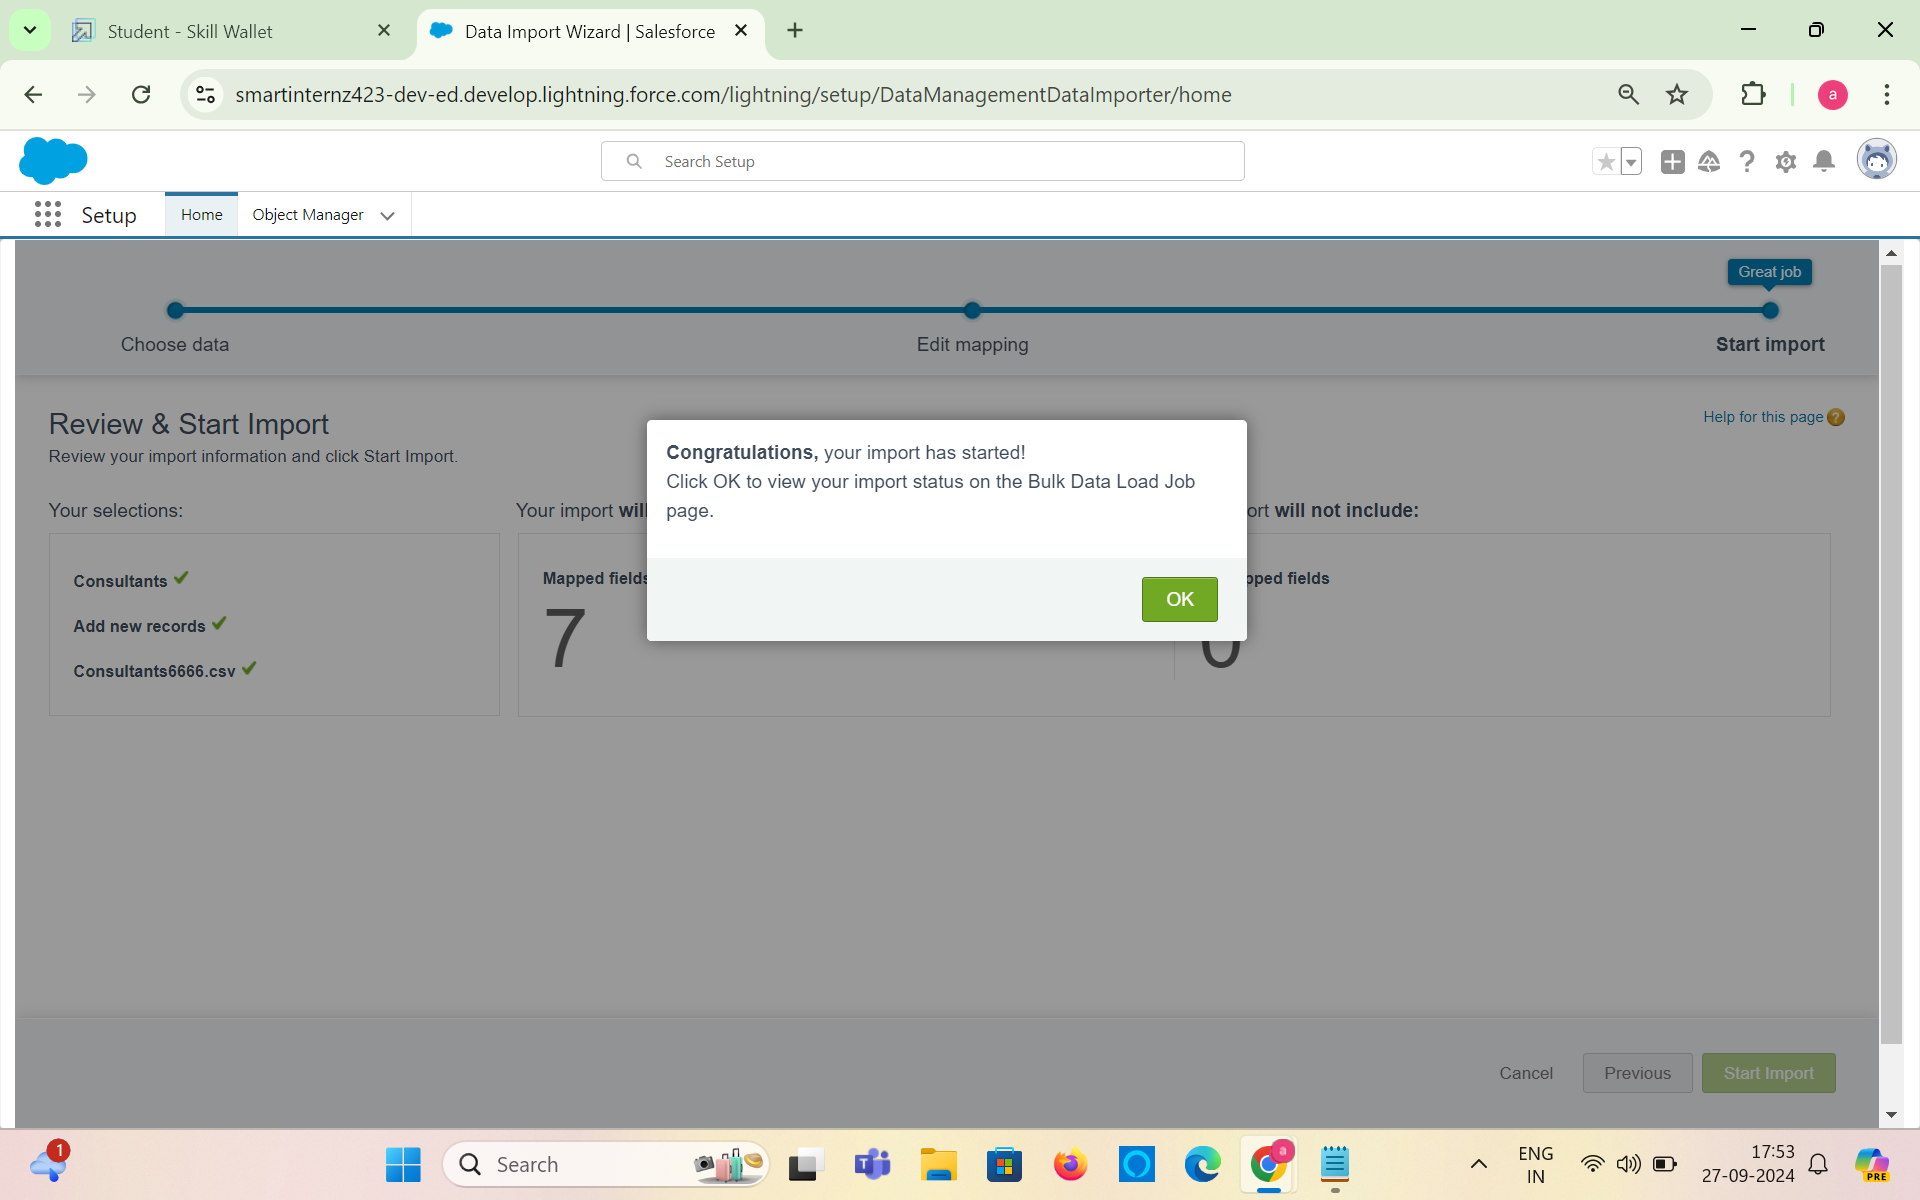 Student - Skill Wallet
Data Import Wizard | Salesforce
smartinternz423-dev-ed.develop.lightning.force.com/lightning/setup/DataManagementDataImporter/home
a
Search Setup
Setup
Home
Object Manager
Great job
Choose data
Edit mapping
Start import
Review & Start Import
Help for this page
Review your import information and click Start Import.
Congratulations, your import has started!
Click OK to view your import status on the Bulk Data Load Job
page.
OK
Your selections:
Your import will
ort will not include:
Consultants
Add new records
Consultants6666.csv
Mapped fields
7
pped fields
0
Cancel
Previous
Start Import
1
Search
a
ENG
IN
17:53
27-09-2024
PRE